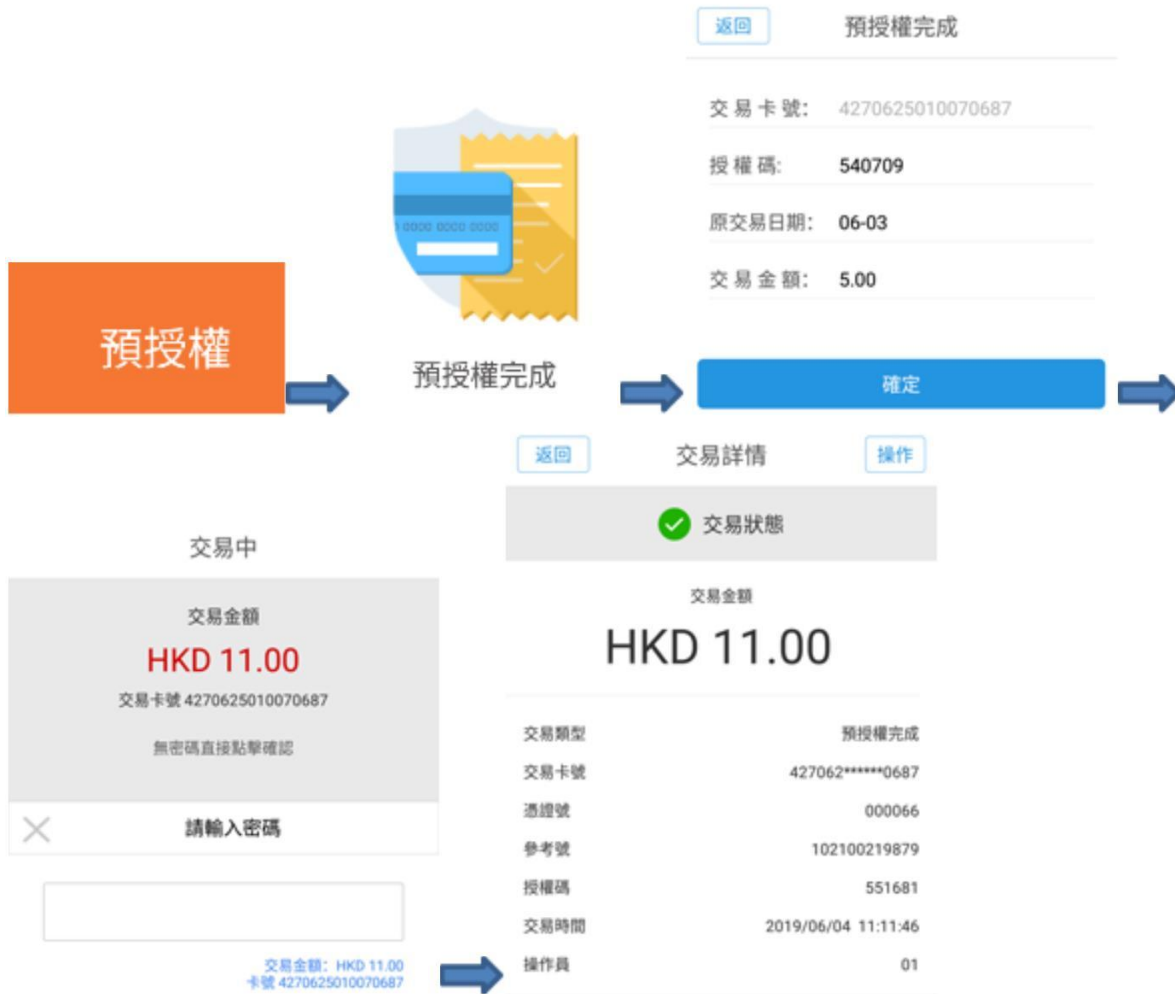 預授權
0000 0000 0000
預授權完成
返回 預授權完成
交易卡號: 4270625010070687
授權碼: 540709
原交易日期: 06-03
交易金額: 5.00
確定
交易中
交易金額
HKD 11.00
交易卡號 4270625010070687
無密碼直接點擊確認
請輸入密碼
交易金額: HKD 11.00
卡號 4270625010070687
返回 交易詳情 操作
交易狀態
交易金額
HKD 11.00
交易類型 預授權完成
交易卡號 427062******0687
憑證號 000066
參考號 102100219879
授權碼 551681
交易時間 2019/06/04 11:11:46
操作員 01